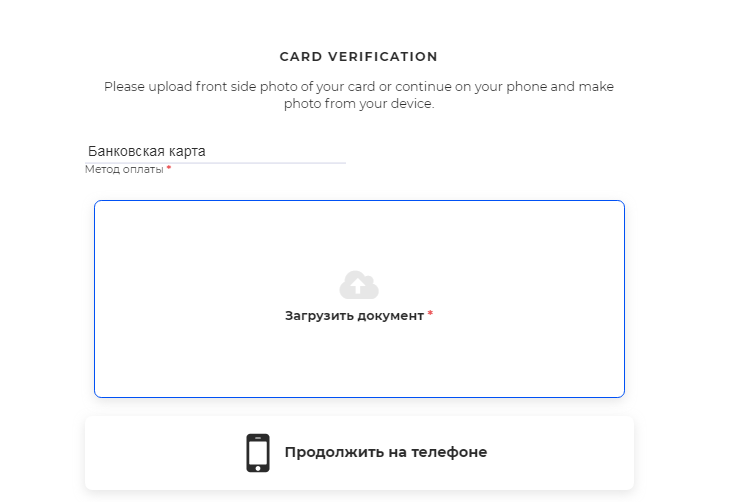 CARD VERIFICATION
Please upload front side photo of your card or continue on your phone and make
photo from your device.
Банковская карта
Метод оплаты *
Загрузить документ *
Продолжить на телефоне